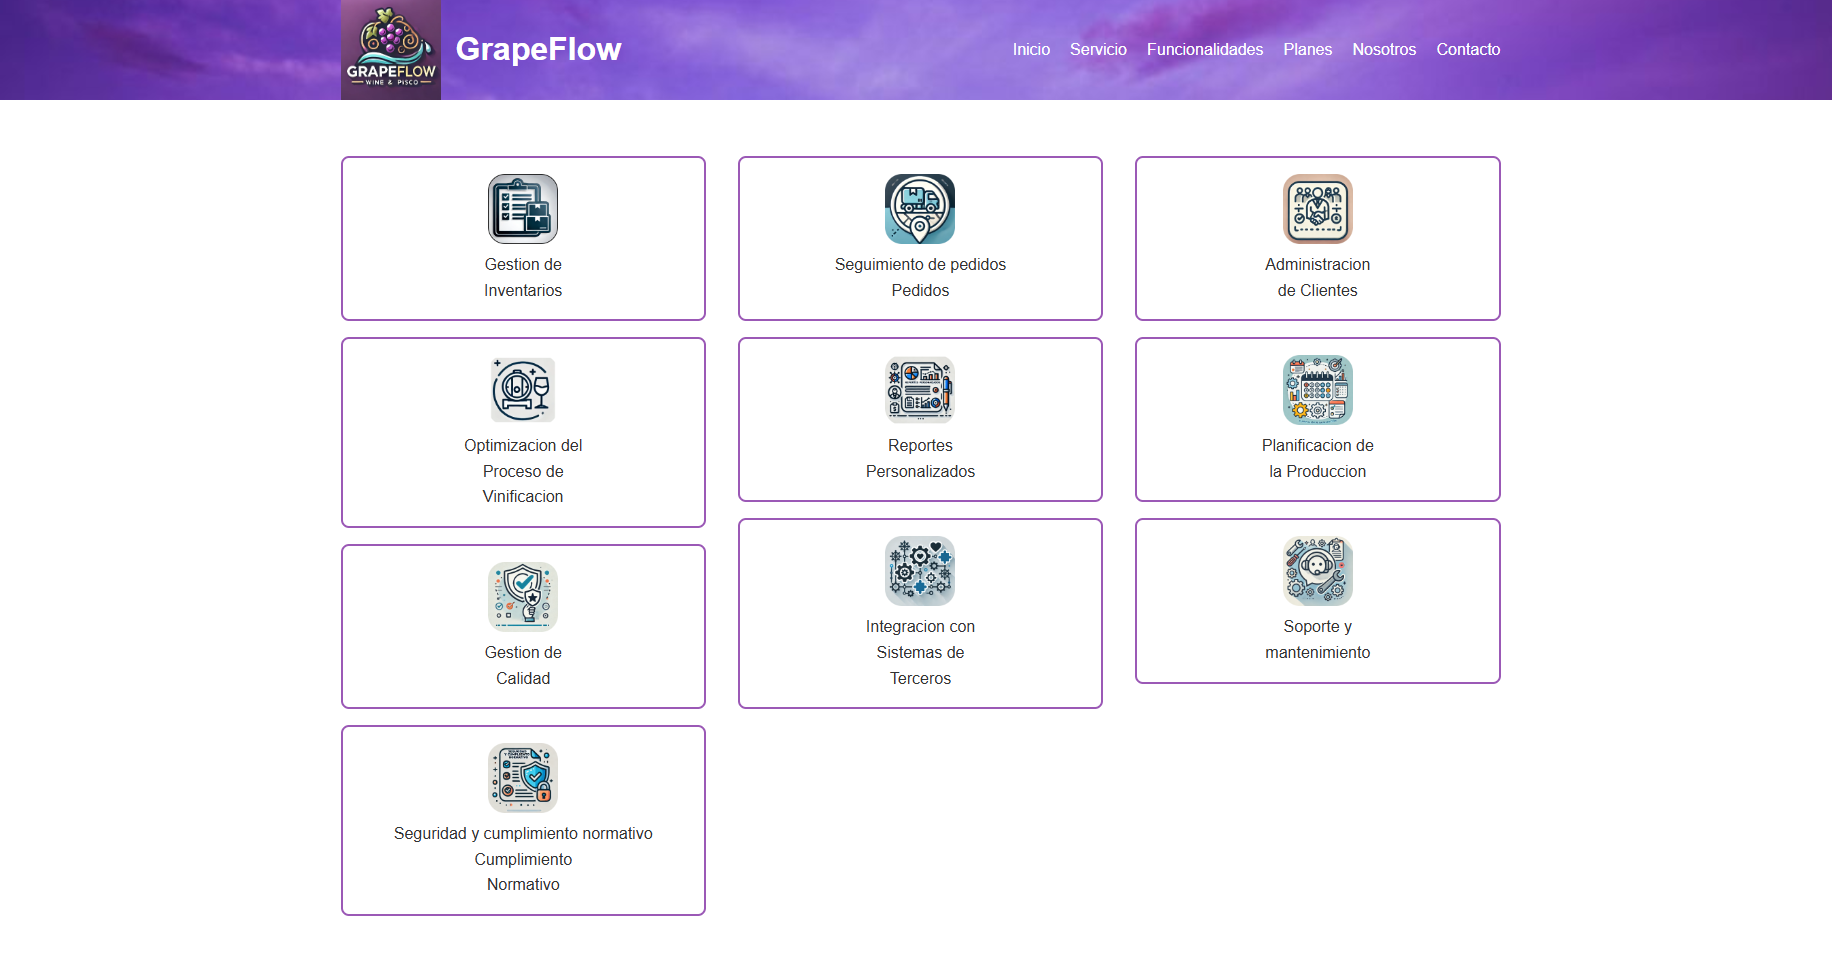 GRAPEFLOW
WINE & PISCO
GrapeFlow
Inicio Servicio Funcionalidades Planes Nosotros Contacto
Gestion de
Inventarios
Seguimiento de pedidos
Pedidos
Administracion
de Clientes
Optimizacion del
Proceso de
Vinificacion
Reportes
Personalizados
Planificacion de
la Produccion
Gestion de
Calidad
Integracion con
Sistemas de
Terceros
Soporte y
mantenimiento
Seguridad y cumplimiento normativo
Cumplimiento
Normativo